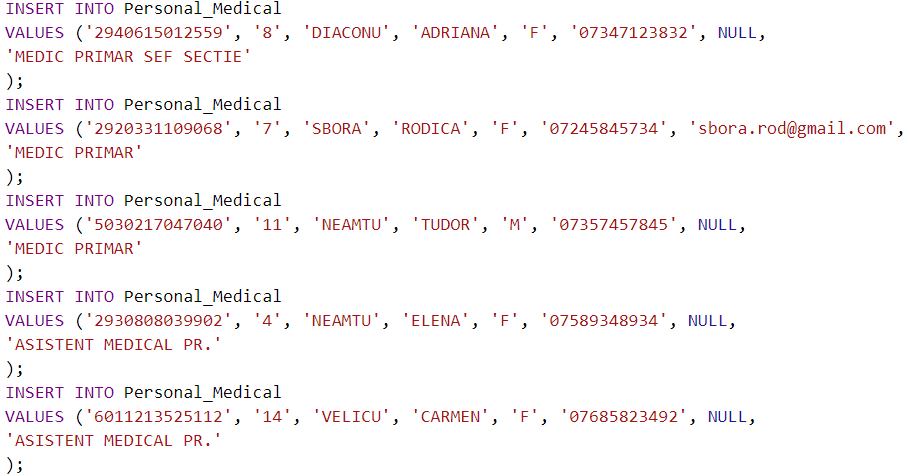 INSERT INTO Personal_Medical
VALUES ('2940615012559', '8', 'DIACONU', 'ADRIANA', 'F', '07347123832', NULL,
'MEDIC PRIMAR SEF SECTIE'
);
INSERT INTO Personal_Medical
VALUES ('2920331109068', '7', 'SBORA', 'RODICA', 'F', '07245845734', 'sbora.rod@gmail.com',
'MEDIC PRIMAR'
);
INSERT INTO Personal_Medical
VALUES ('5030217047040', '11', 'NEAMTU', 'TUDOR', 'M', '07357457845', NULL,
'MEDIC PRIMAR'
);
INSERT INTO Personal_Medical
VALUES ('2930808039902', '4', 'NEAMTU', 'ELENA', 'F', '07589348934', NULL,
'ASISTENT MEDICAL PR.'
);
INSERT INTO Personal_Medical
VALUES ('6011213525112', '14', 'VELICU', 'CARMEN', 'F', '07685823492', NULL,
'ASISTENT MEDICAL PR.'
);